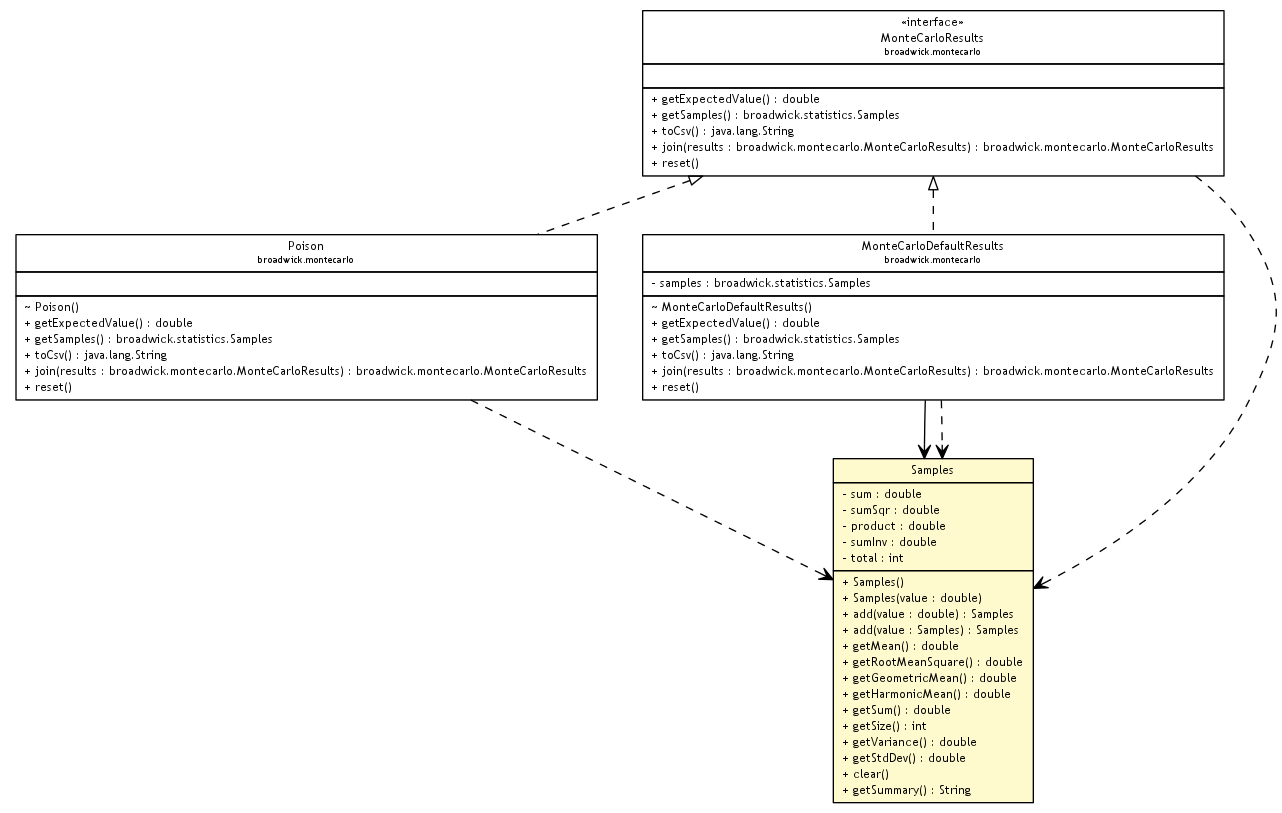 «interface»
MonteCarloResults
broadwick.montecarlo
+ getExpectedValue() : double
+ getSamples() : broadwick.statistics.Samples
+ toCsv() : java.lang.String
+ join(results : broadwick.montecarlo.MonteCarloResults) : broadwick.montecarlo.MonteCarloResults
+ reset()
Poison
broadwick.montecarlo
~ Poison()
+ getExpectedValue() : double
+ getSamples() : broadwick.statistics.Samples
+ toCsv() : java.lang.String
+ join(results : broadwick.montecarlo.MonteCarloResults) : broadwick.montecarlo.MonteCarloResults
+ reset()
MonteCarloDefaultResults
broadwick.montecarlo
- samples : broadwick.statistics.Samples
~ MonteCarloDefaultResults()
+ getExpectedValue() : double
+ getSamples() : broadwick.statistics.Samples
+ toCsv() : java.lang.String
+ join(results : broadwick.montecarlo.MonteCarloResults) : broadwick.montecarlo.MonteCarloResults
+ reset()
Samples
- sum : double
- sumSqr : double
- product : double
- sumInv : double
- total : int
+ Samples()
+ Samples(value : double)
+ add(value : double) : Samples
+ add(value : Samples) : Samples
+ getMean() : double
+ getRootMeanSquare() : double
+ getGeometricMean() : double
+ getHarmonicMean() : double
+ getSum() : double
+ getSize() : int
+ getVariance() : double
+ getStdDev() : double
+ clear()
+ getSummary() : String